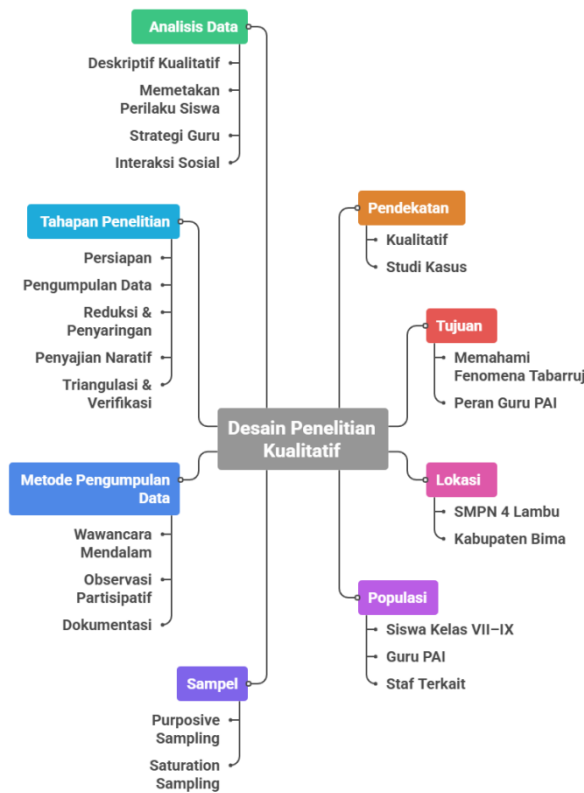 Analisis Data
Deskriptif Kualitatif
Memetakan
Perilaku Siswa
Strategi Guru
Interaksi Sosial
Tahapan Penelitian
Persiapan
Pengumpulan Data
Reduksi &
Penyaringan
Penyajian Naratif
Triangulasi &
Verifikasi
Metode Pengumpulan
Data
Wawancara
Mendalam
Observasi
Partisipatif
Dokumentasi
Sampel
Purposive
Sampling
Saturation
Sampling
Desain Penelitian
Kualitatif
Pendekatan
Kualitatif
Studi Kasus
Tujuan
Memahami
Fenomena Tabarruj
Peran Guru PAI
Lokasi
SMPN 4 Lambu
Kabupaten Bima
Populasi
Siswa Kelas VII–IX
Guru PAI
Staf Terkait